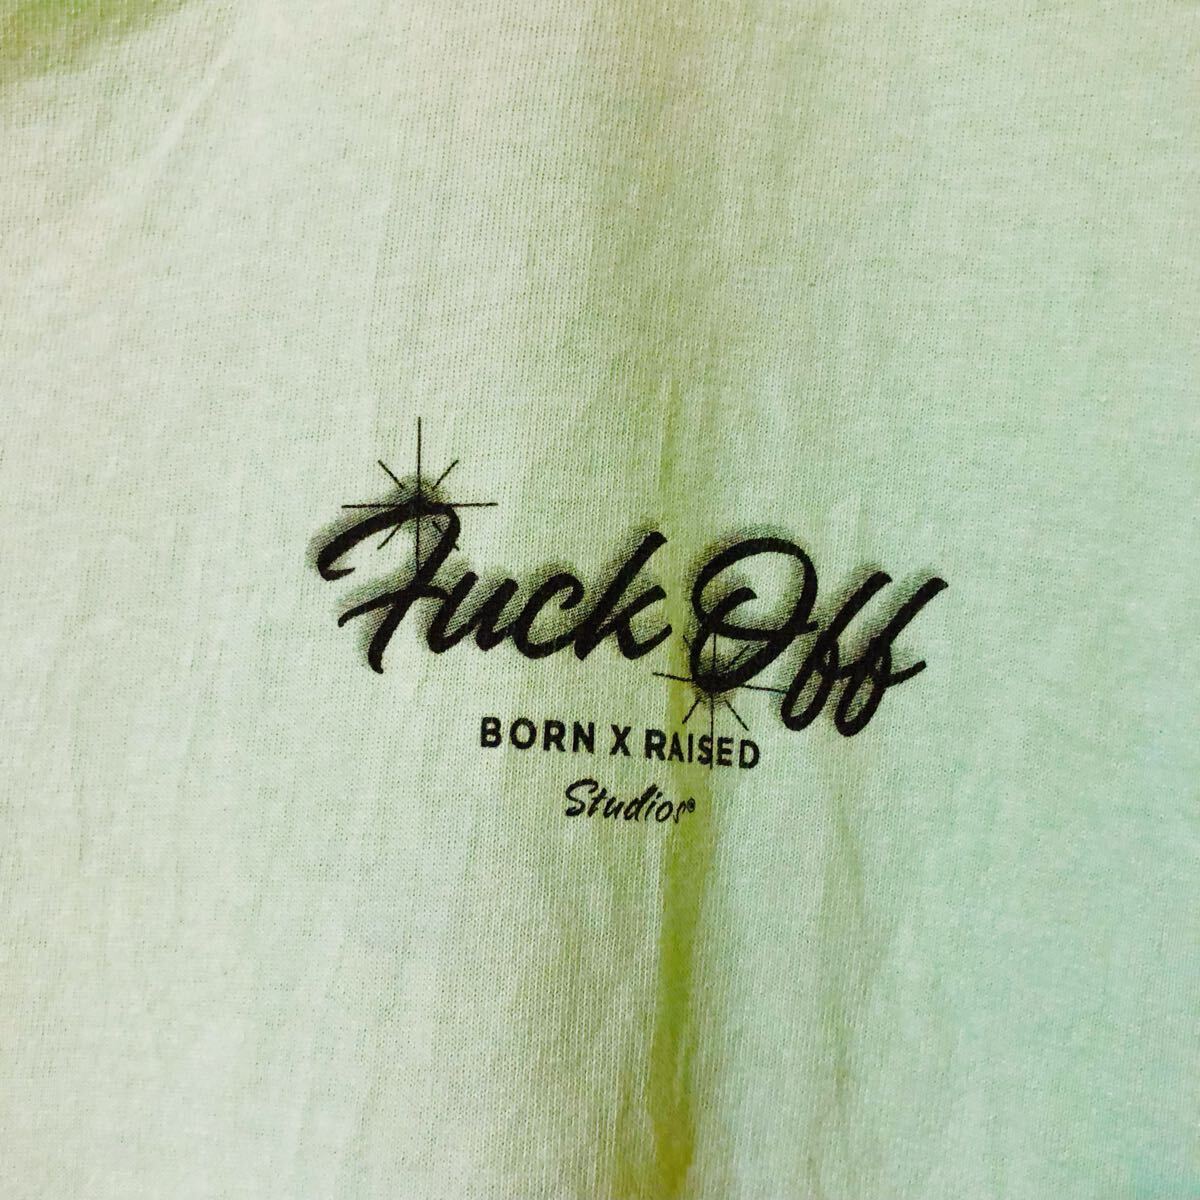 Fuck Off
BORN X RAISED
Studios®